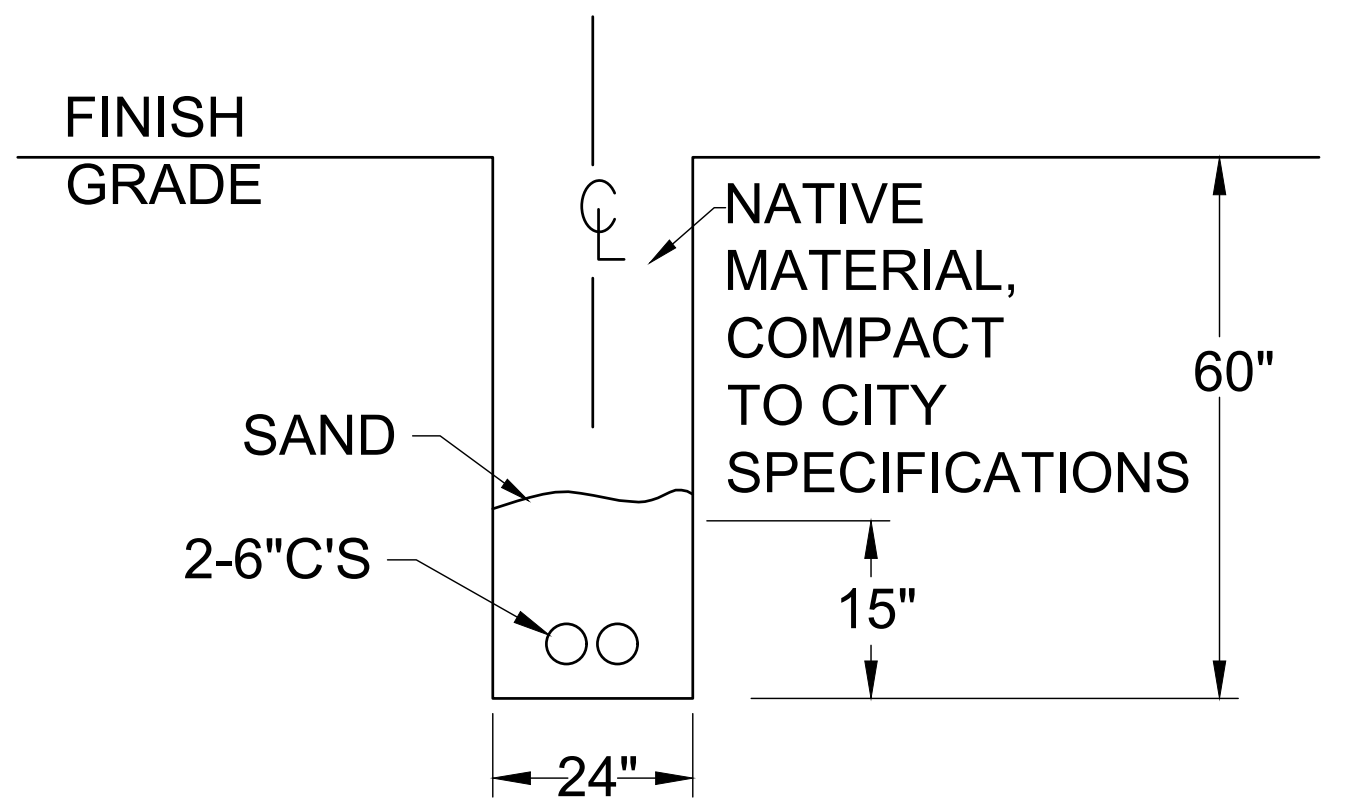 FINISH
GRADE
℄
NATIVE
MATERIAL,
COMPACT
TO CITY
SPECIFICATIONS
60"
SAND
2-6"C'S
15"
24"